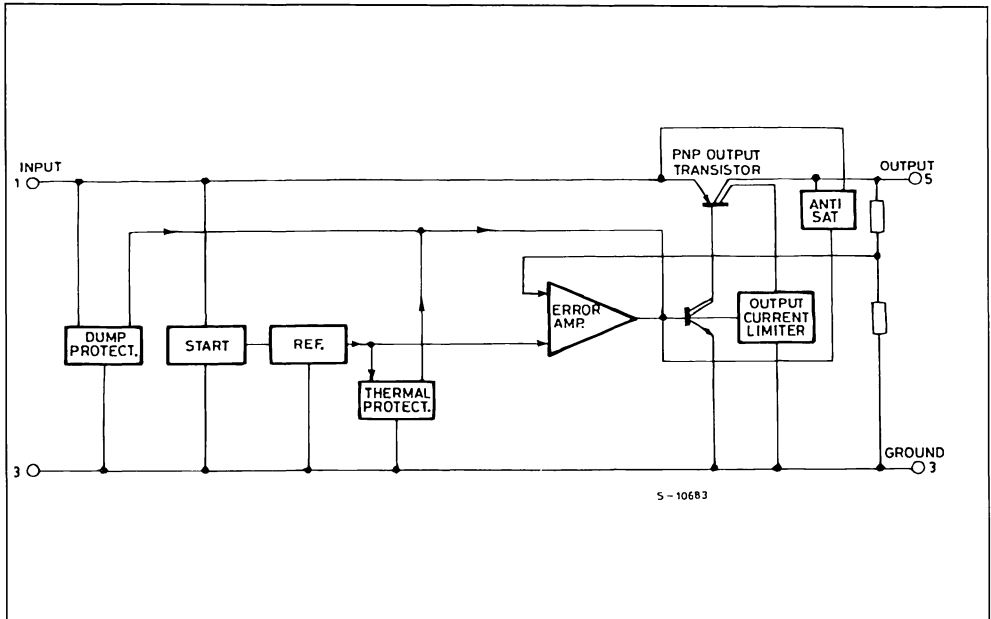 INPUT
1
PNP OUTPUT
TRANSISTOR
OUTPUT
5
ANTI
SAT
DUMP
PROTECT.
START
REF.
THERMAL
PROTECT.
ERROR
AMP.
OUTPUT
CURRENT
LIMITER
3
GROUND
3
S-10683